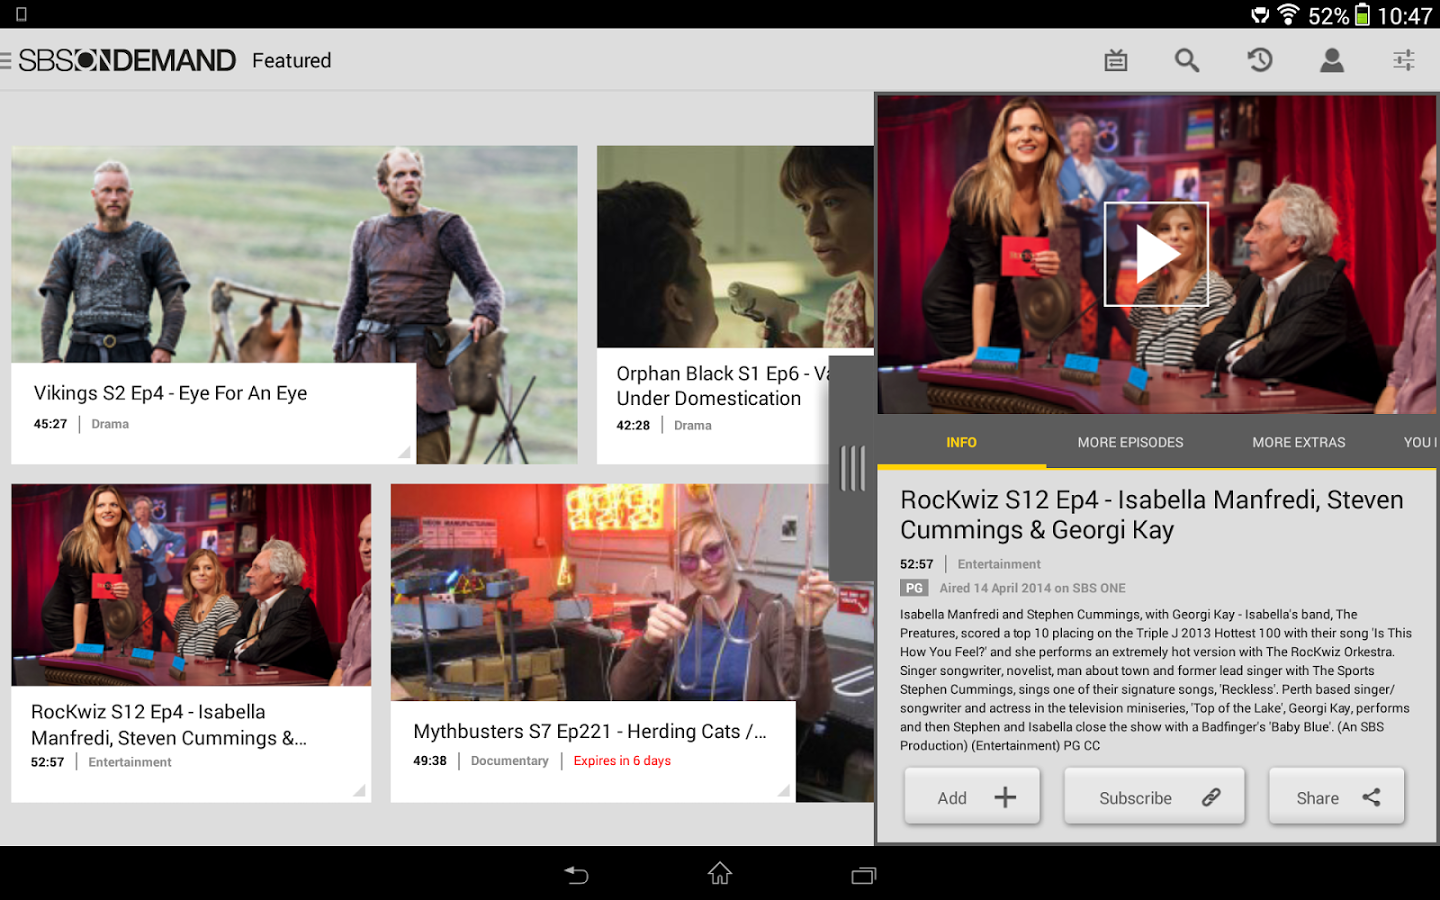 52% 10:47
SBS ON DEMAND Featured
Vikings S2 Ep4 - Eye For An Eye
45:27 Drama
Orphan Black S1 Ep6 - Va
Under Domestication
42:28 Drama
RocKwiz S12 Ep4 - Isabella
Manfredi, Steven Cummings &...
52:57 Entertainment
Mythbusters S7 Ep221 - Herding Cats /...
49:38 Documentary Expires in 6 days
INFO MORE EPISODES MORE EXTRAS YOU
RocKwiz S12 Ep4 - Isabella Manfredi, Steven
Cummings & Georgi Kay
52:57 Entertainment
PG Aired 14 April 2014 on SBS ONE
Isabella Manfredi and Stephen Cummings, with Georgi Kay - Isabella's band, The
Preatures, scored a top 10 placing on the Triple J 2013 Hottest 100 with their song 'Is This
How You Feel?' and she performs an extremely hot version with The RocKwiz Orkestra.
Singer songwriter, novelist, man about town and former lead singer with The Sports
Stephen Cummings, sings one of their signature songs, 'Reckless'. Perth based singer/
songwriter and actress in the television miniseries, 'Top of the Lake', Georgi Kay, performs
and then Stephen and Isabella close the show with a Badfinger's 'Baby Blue'. (An SBS
Production) (Entertainment) PG CC
Add Subscribe Share